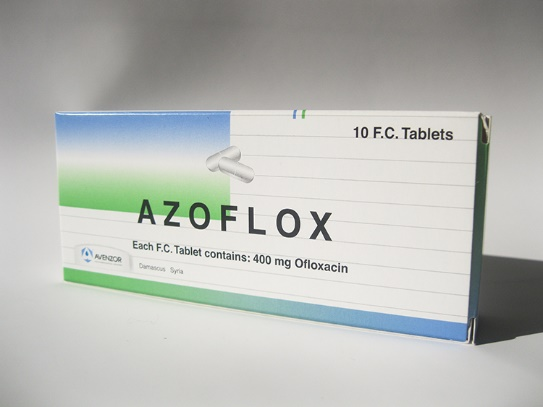 10 F.C. Tablets
AZOFLOX
Each F.C. Tablet contains: 400 mg Ofloxacin
AVENZOR
Damascus Syria